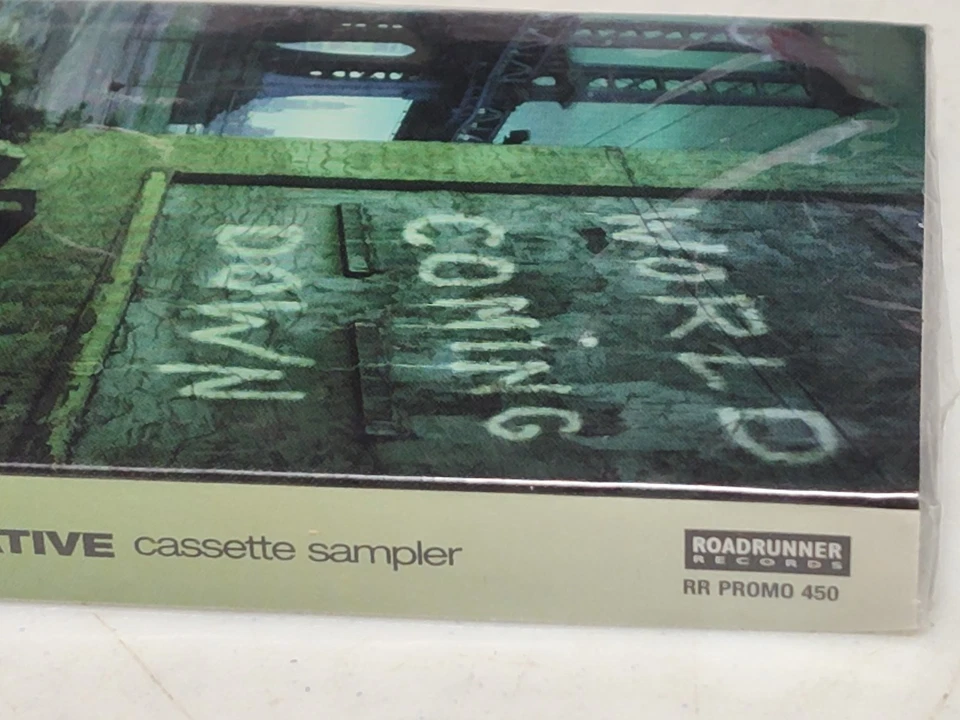 WORLD
COMiNG
DOWN
ATIVE cassette sampler
ROADRUNNER
RECORDS
RR PROMO 450